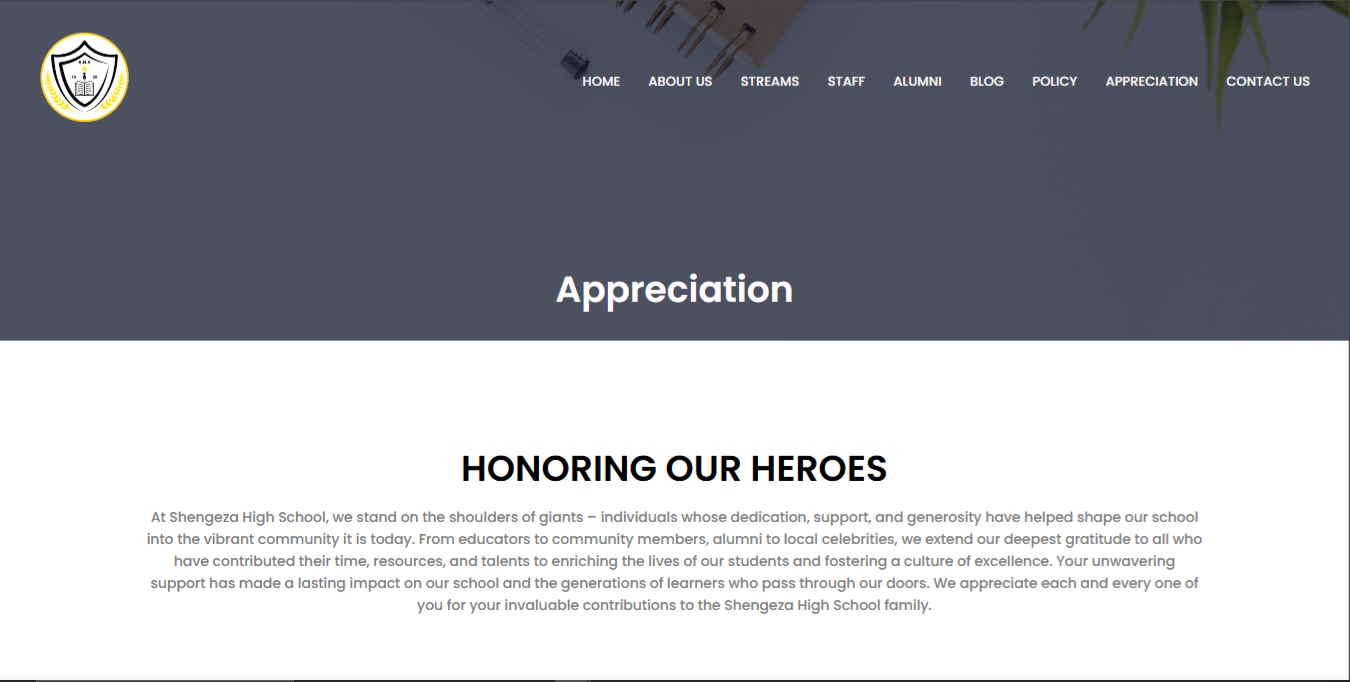 HOME ABOUT US STREAMS STAFF ALUMNI BLOG POLICY APPRECIATION CONTACT US
Appreciation
HONORING OUR HEROES
At Shengeza High School, we stand on the shoulders of giants – individuals whose dedication, support, and generosity have helped shape our school
into the vibrant community it is today. From educators to community members, alumni to local celebrities, we extend our deepest gratitude to all who
have contributed their time, resources, and talents to enriching the lives of our students and fostering a culture of excellence. Your unwavering
support has made a lasting impact on our school and the generations of learners who pass through our doors. We appreciate each and every one of
you for your invaluable contributions to the Shengeza High School family.